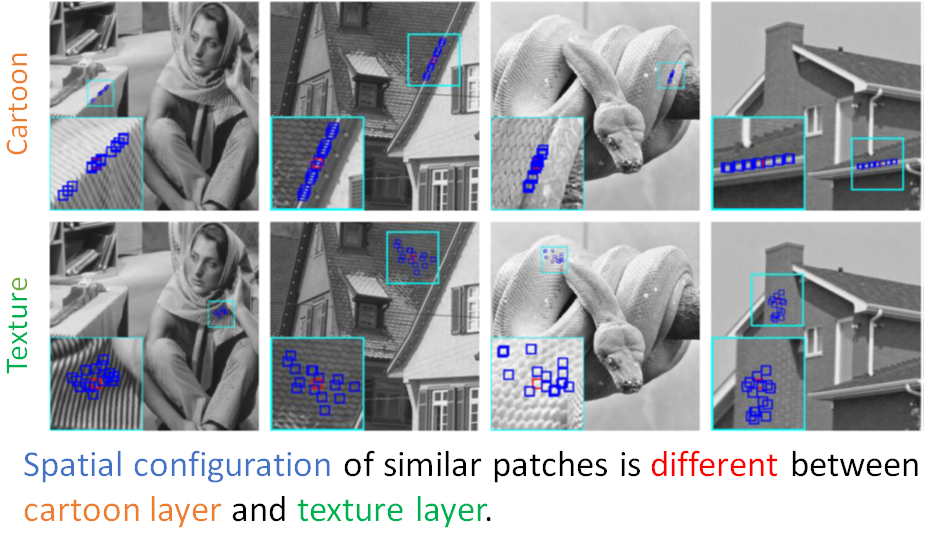 Cartoon
Texture
Spatial configuration of similar patches is different between
cartoon layer and texture layer.